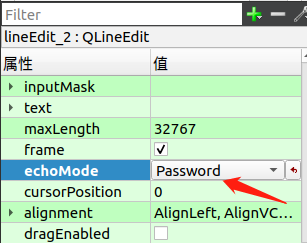 Filter
lineEdit_2 : QLineEdit
属性 值
inputMask
text
maxLength 32767
frame
echoMode Password
cursorPosition 0
alignment AlignLeft, AlignVC...
dragEnabled